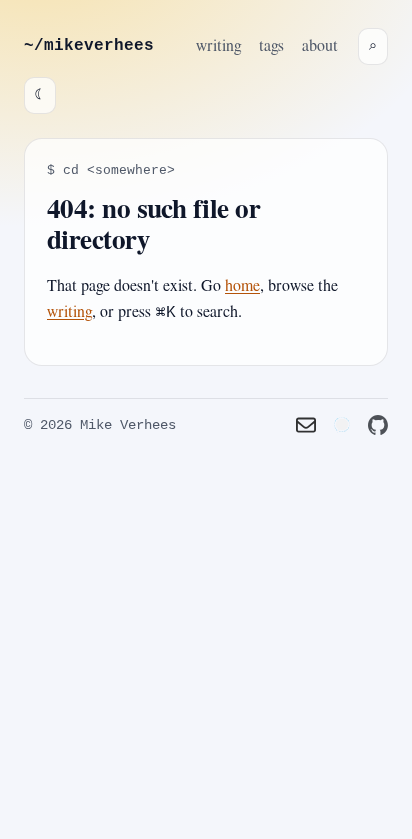 ~/mikeverhees writing tags about
$ cd <somewhere>
404: no such file or
directory
That page doesn't exist. Go home, browse the
writing, or press ⌘K to search.
© 2026 Mike Verhees